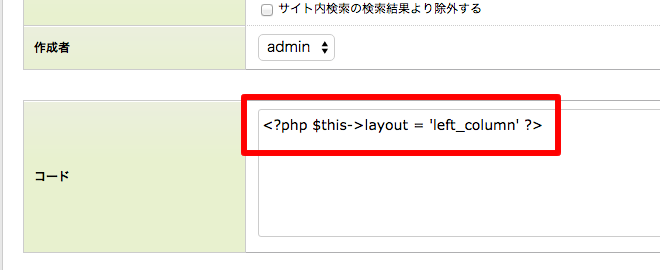 サイト内検索の検索結果より除外する
作成者
admin
<?php $this->layout = 'left_column' ?>
コード